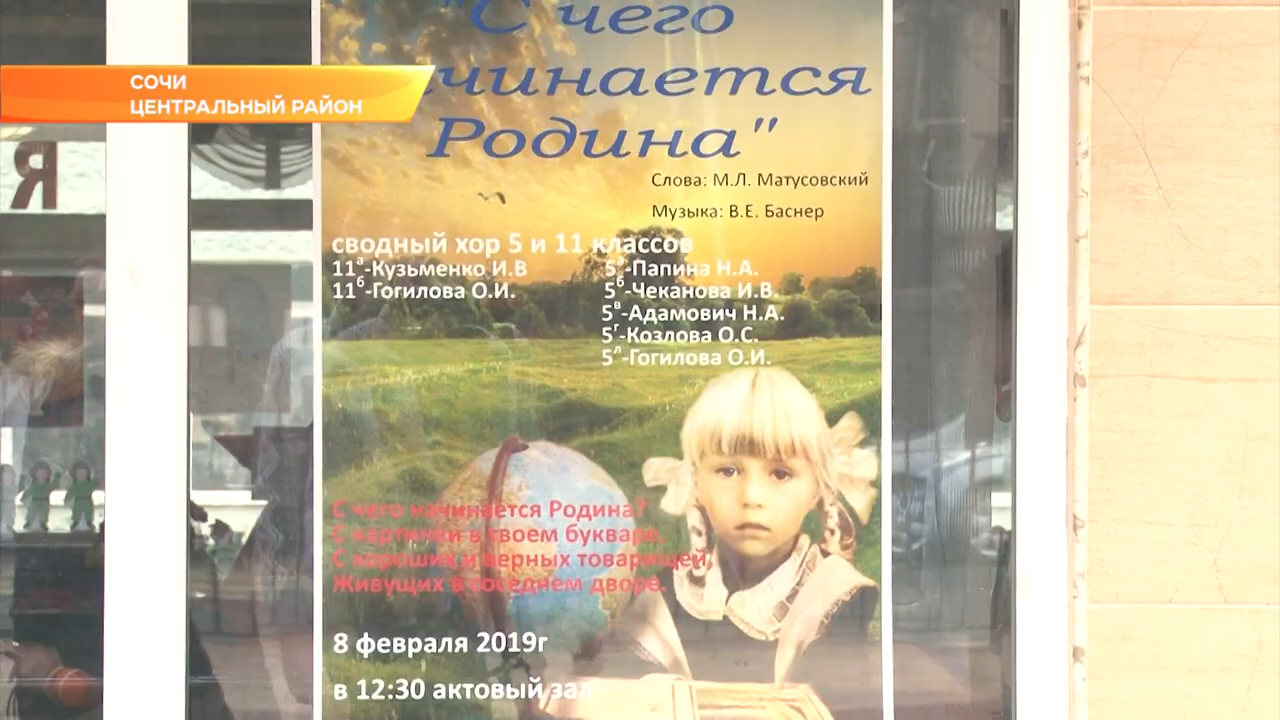 СОЧИ
ЦЕНТРАЛЬНЫЙ РАЙОН
"С чего
чинается
Родина"
Слова: М.Л. Матусовский
Музыка: В.Е. Баснер
сводный хор 5 и 11 классов
11а-Кузьменко И.В
11б-Гогилова О.И.
5а-Папина Н.А.
5б-Чеканова И.В.
5в-Адамович Н.А.
5г-Козлова О.С.
5л-Гогилова О.И.
С чего начинается Родина?
С картинки в твоем букваре,
С хороших и верных товарищей,
Живущих в соседнем дворе.
8 февраля 2019г
в 12:30 актовый зал
Я